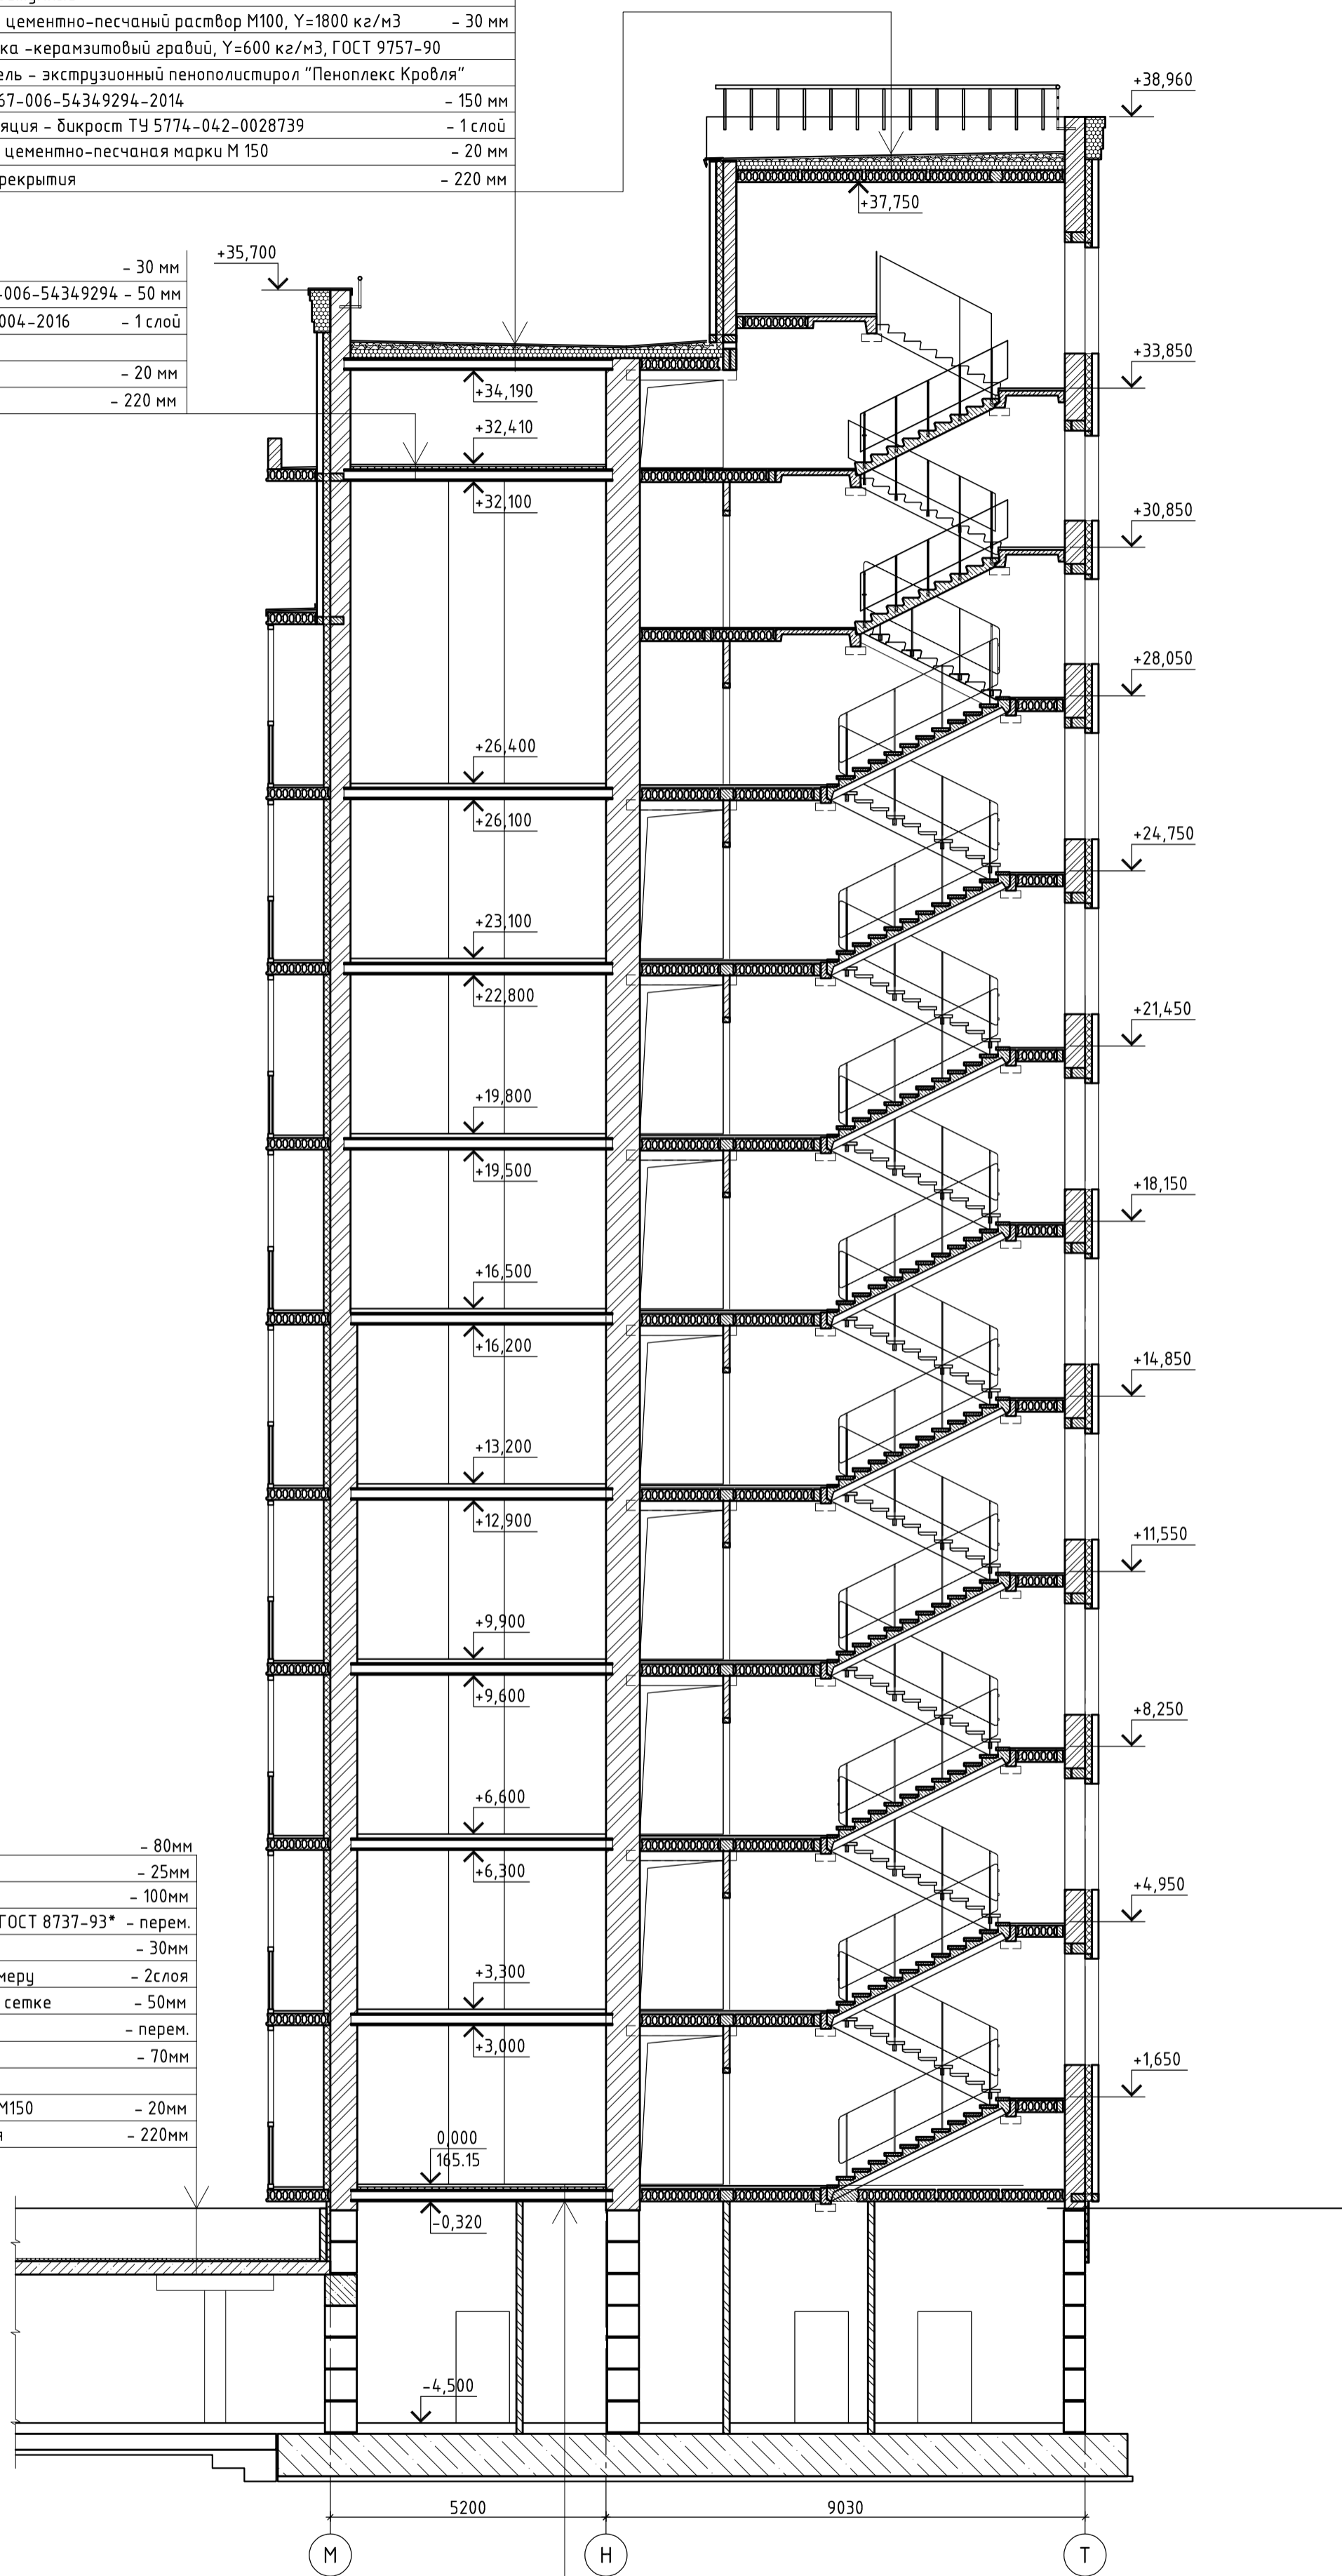 цементно-песчаный раствор М100, Y=1800 кг/м3 - 30 мм
ка -керамзитовый гравий, Y=600 кг/м3, ГОСТ 9757-90
ель - экструзионный пенополистирол "Пеноплекс Кровля"
67-006-54349294-2014 - 150 мм
яция - бикрост ТУ 5774-042-0028739 - 1 слой
цементно-песчаная марки М 150 - 20 мм
рекрытия - 220 мм
+38,960
+37,750
+35,700
- 30 мм
-006-54349294 - 50 мм
004-2016 - 1 слой
- 20 мм
- 220 мм
+34,190
+33,850
+32,410
+32,100
+30,850
+28,050
+26,400
+26,100
+24,750
+23,100
+22,800
+21,450
+19,800
+19,500
+18,150
+16,500
+16,200
+14,850
+13,200
+12,900
+11,550
+9,900
+9,600
+8,250
+6,600
+6,300
- 80мм
- 25мм
- 100мм
ГОСТ 8737-93* - перем.
- 30мм
меру - 2слоя
сетке - 50мм
- перем.
- 70мм
М150 - 20мм
я - 220мм
+4,950
+3,300
+3,000
+1,650
0,000
165.15
-0,320
-4,500
5200
9030
М
Н
Т